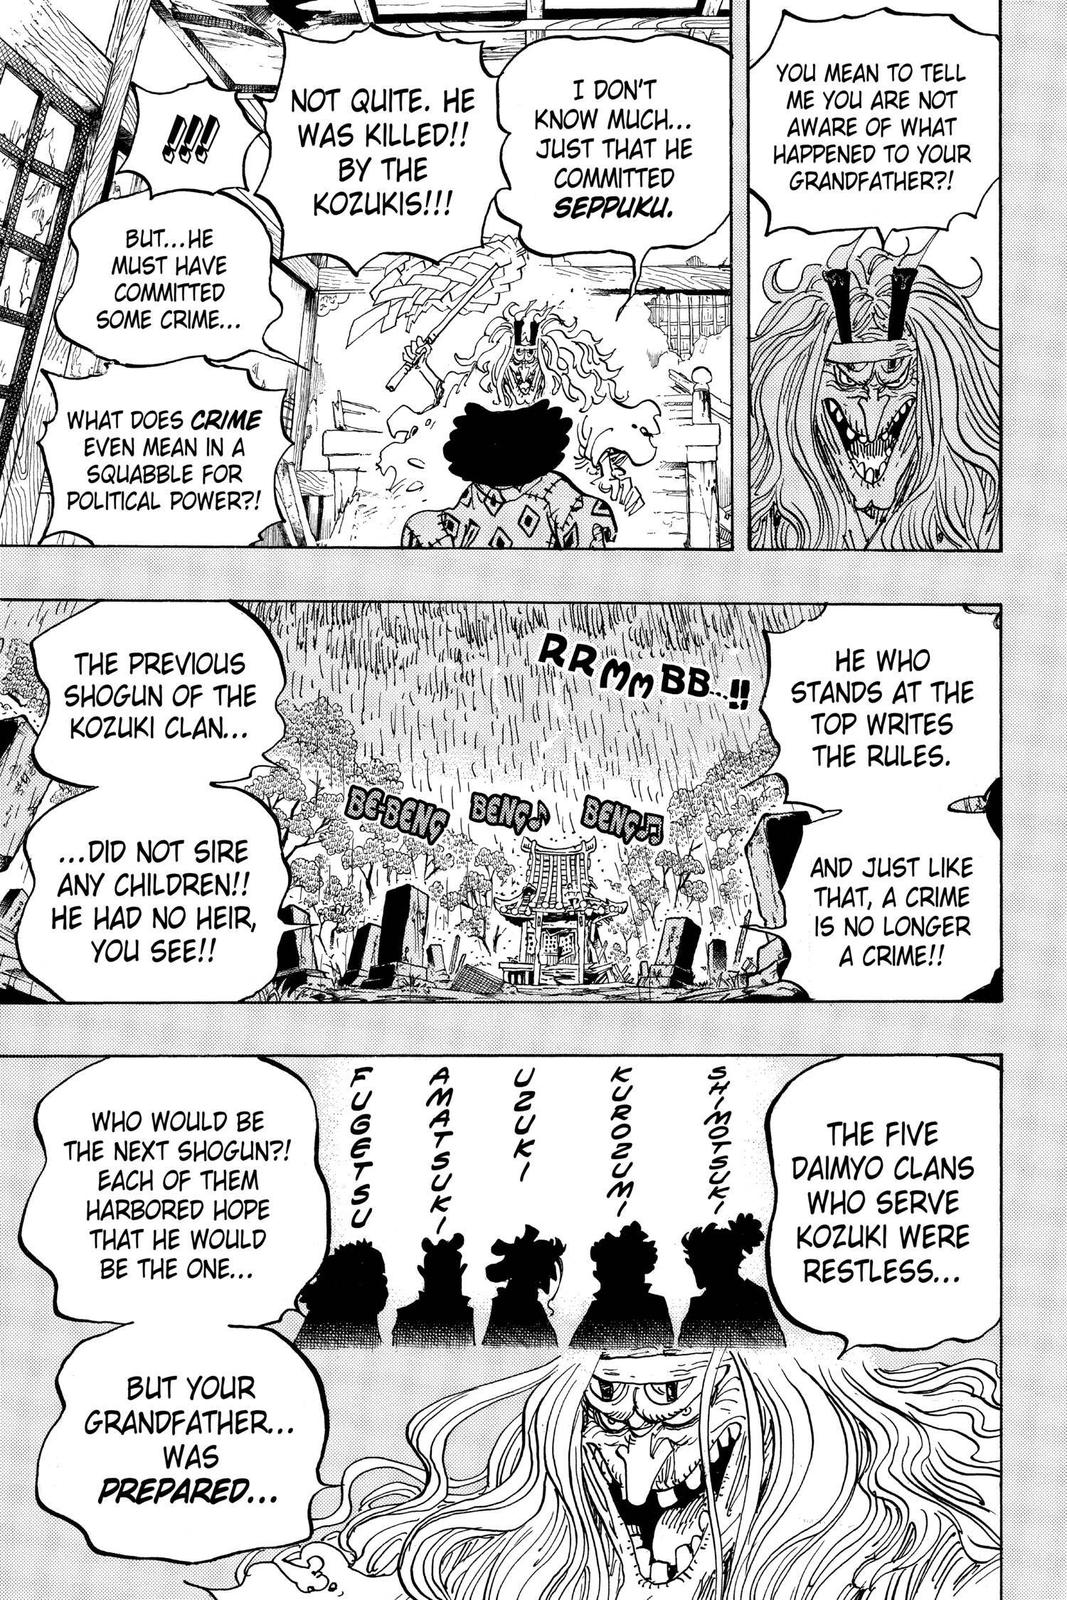 YOU MEAN TO TELL
ME YOU ARE NOT
AWARE OF WHAT
HAPPENED TO YOUR
GRANDFATHER?!
I DON'T
KNOW MUCH...
JUST THAT HE
COMMITTED
SEPPUKU.
NOT QUITE. HE
WAS KILLED!!
BY THE
KOZUKIS!!!
!!!
BUT...HE
MUST HAVE
COMMITTED
SOME CRIME...
WHAT DOES CRIME
EVEN MEAN IN A
SQUABBLE FOR
POLITICAL POWER?!
HE WHO
STANDS AT THE
TOP WRITES
THE RULES.
AND JUST LIKE
THAT, A CRIME
IS NO LONGER
A CRIME!!
RRMMBB...!!
BENG♫
BENG♪
BE-BENG
THE PREVIOUS
SHOGUN OF THE
KOZUKI CLAN...
...DID NOT SIRE
ANY CHILDREN!!
HE HAD NO HEIR,
YOU SEE!!
THE FIVE
DAIMYO CLANS
WHO SERVE
KOZUKI WERE
RESTLESS...
SHIMOTSUKI
KUROZUMI
UZUKI
AMATSUKI
FUGETSU
WHO WOULD BE
THE NEXT SHOGUN?!
EACH OF THEM
HARBORED HOPE
THAT HE WOULD
BE THE ONE...
BUT YOUR
GRANDFATHER...
WAS
PREPARED...